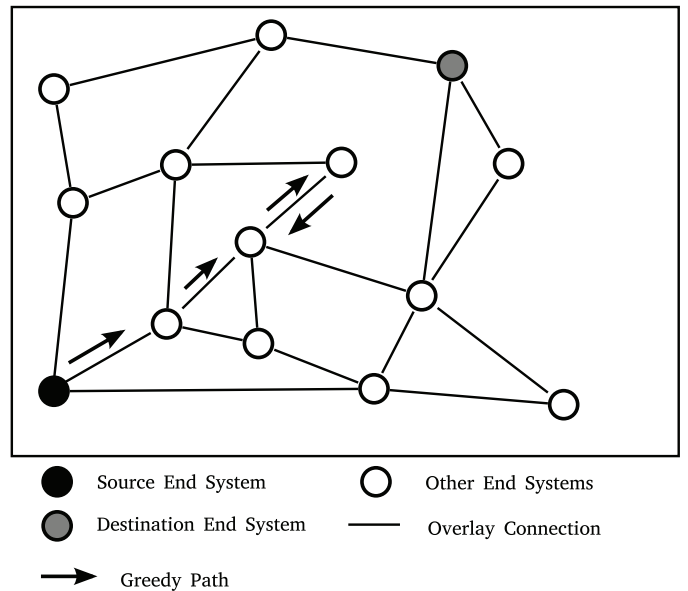 Source End System
Other End Systems
Destination End System
Overlay Connection
Greedy Path